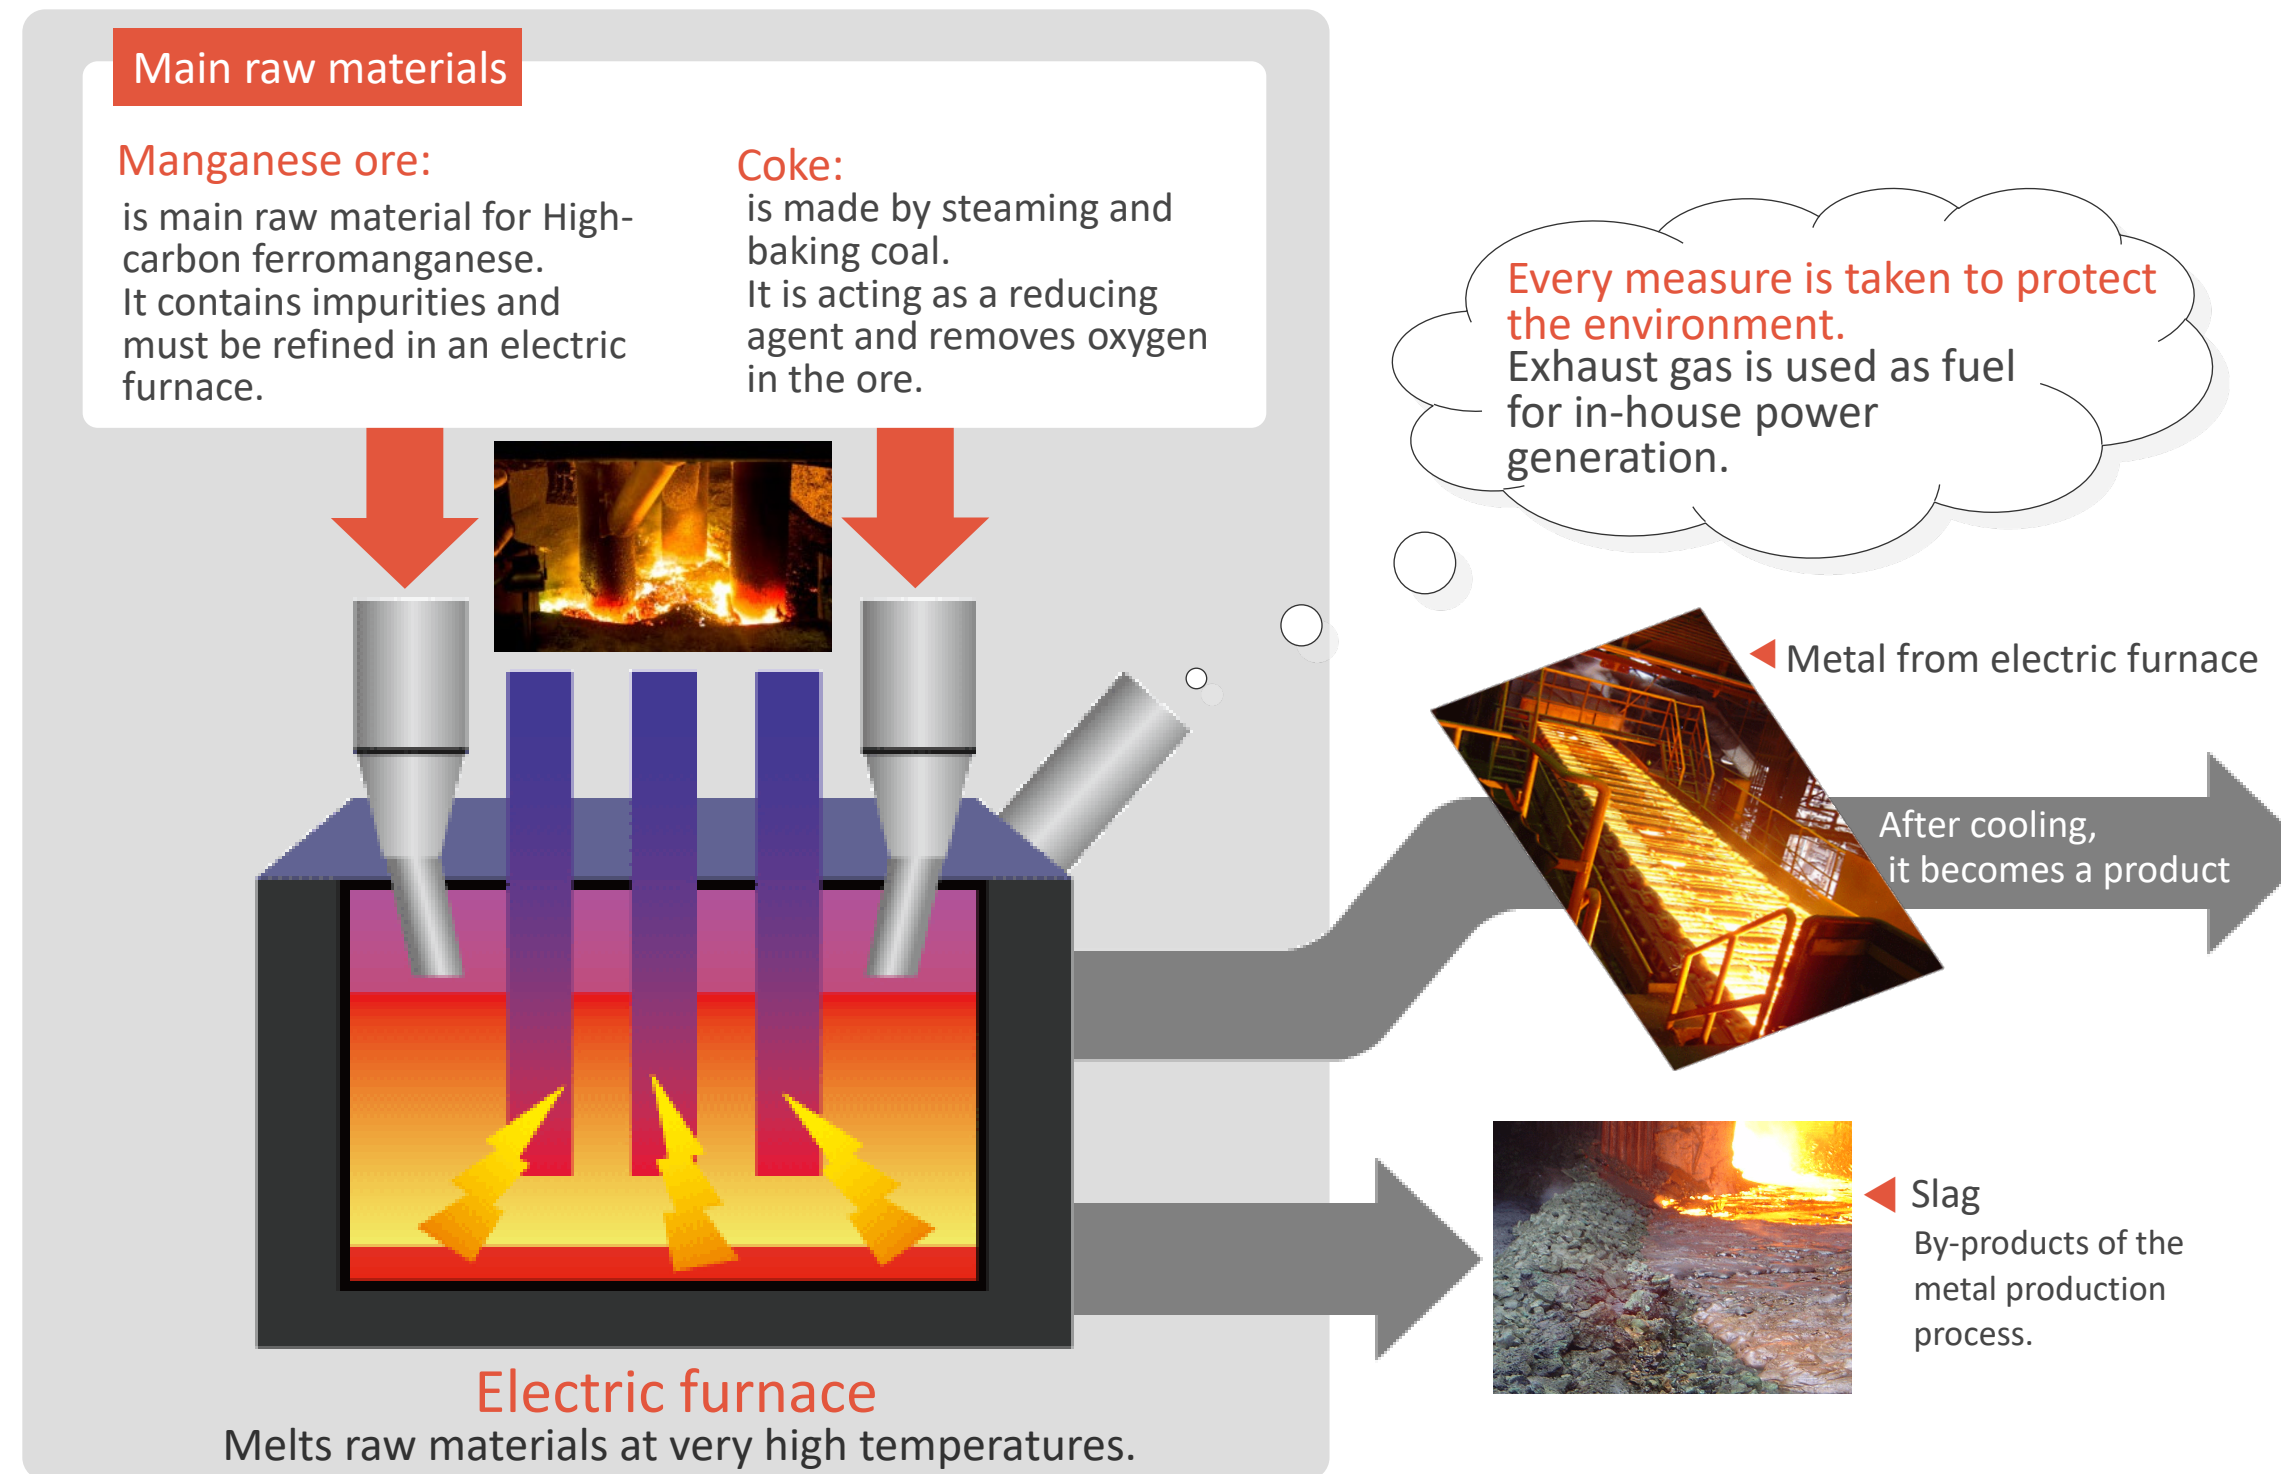 Main raw materials
Manganese ore:
is main raw material for High-
carbon ferromanganese.
It contains impurities and
must be refined in an electric
furnace.
Coke:
is made by steaming and
baking coal.
It is acting as a reducing
agent and removes oxygen
in the ore.
Every measure is taken to protect
the environment.
Exhaust gas is used as fuel
for in-house power
generation.
Metal from electric furnace
After cooling,
it becomes a product
Slag
By-products of the
metal production
process.
Electric furnace
Melts raw materials at very high temperatures.